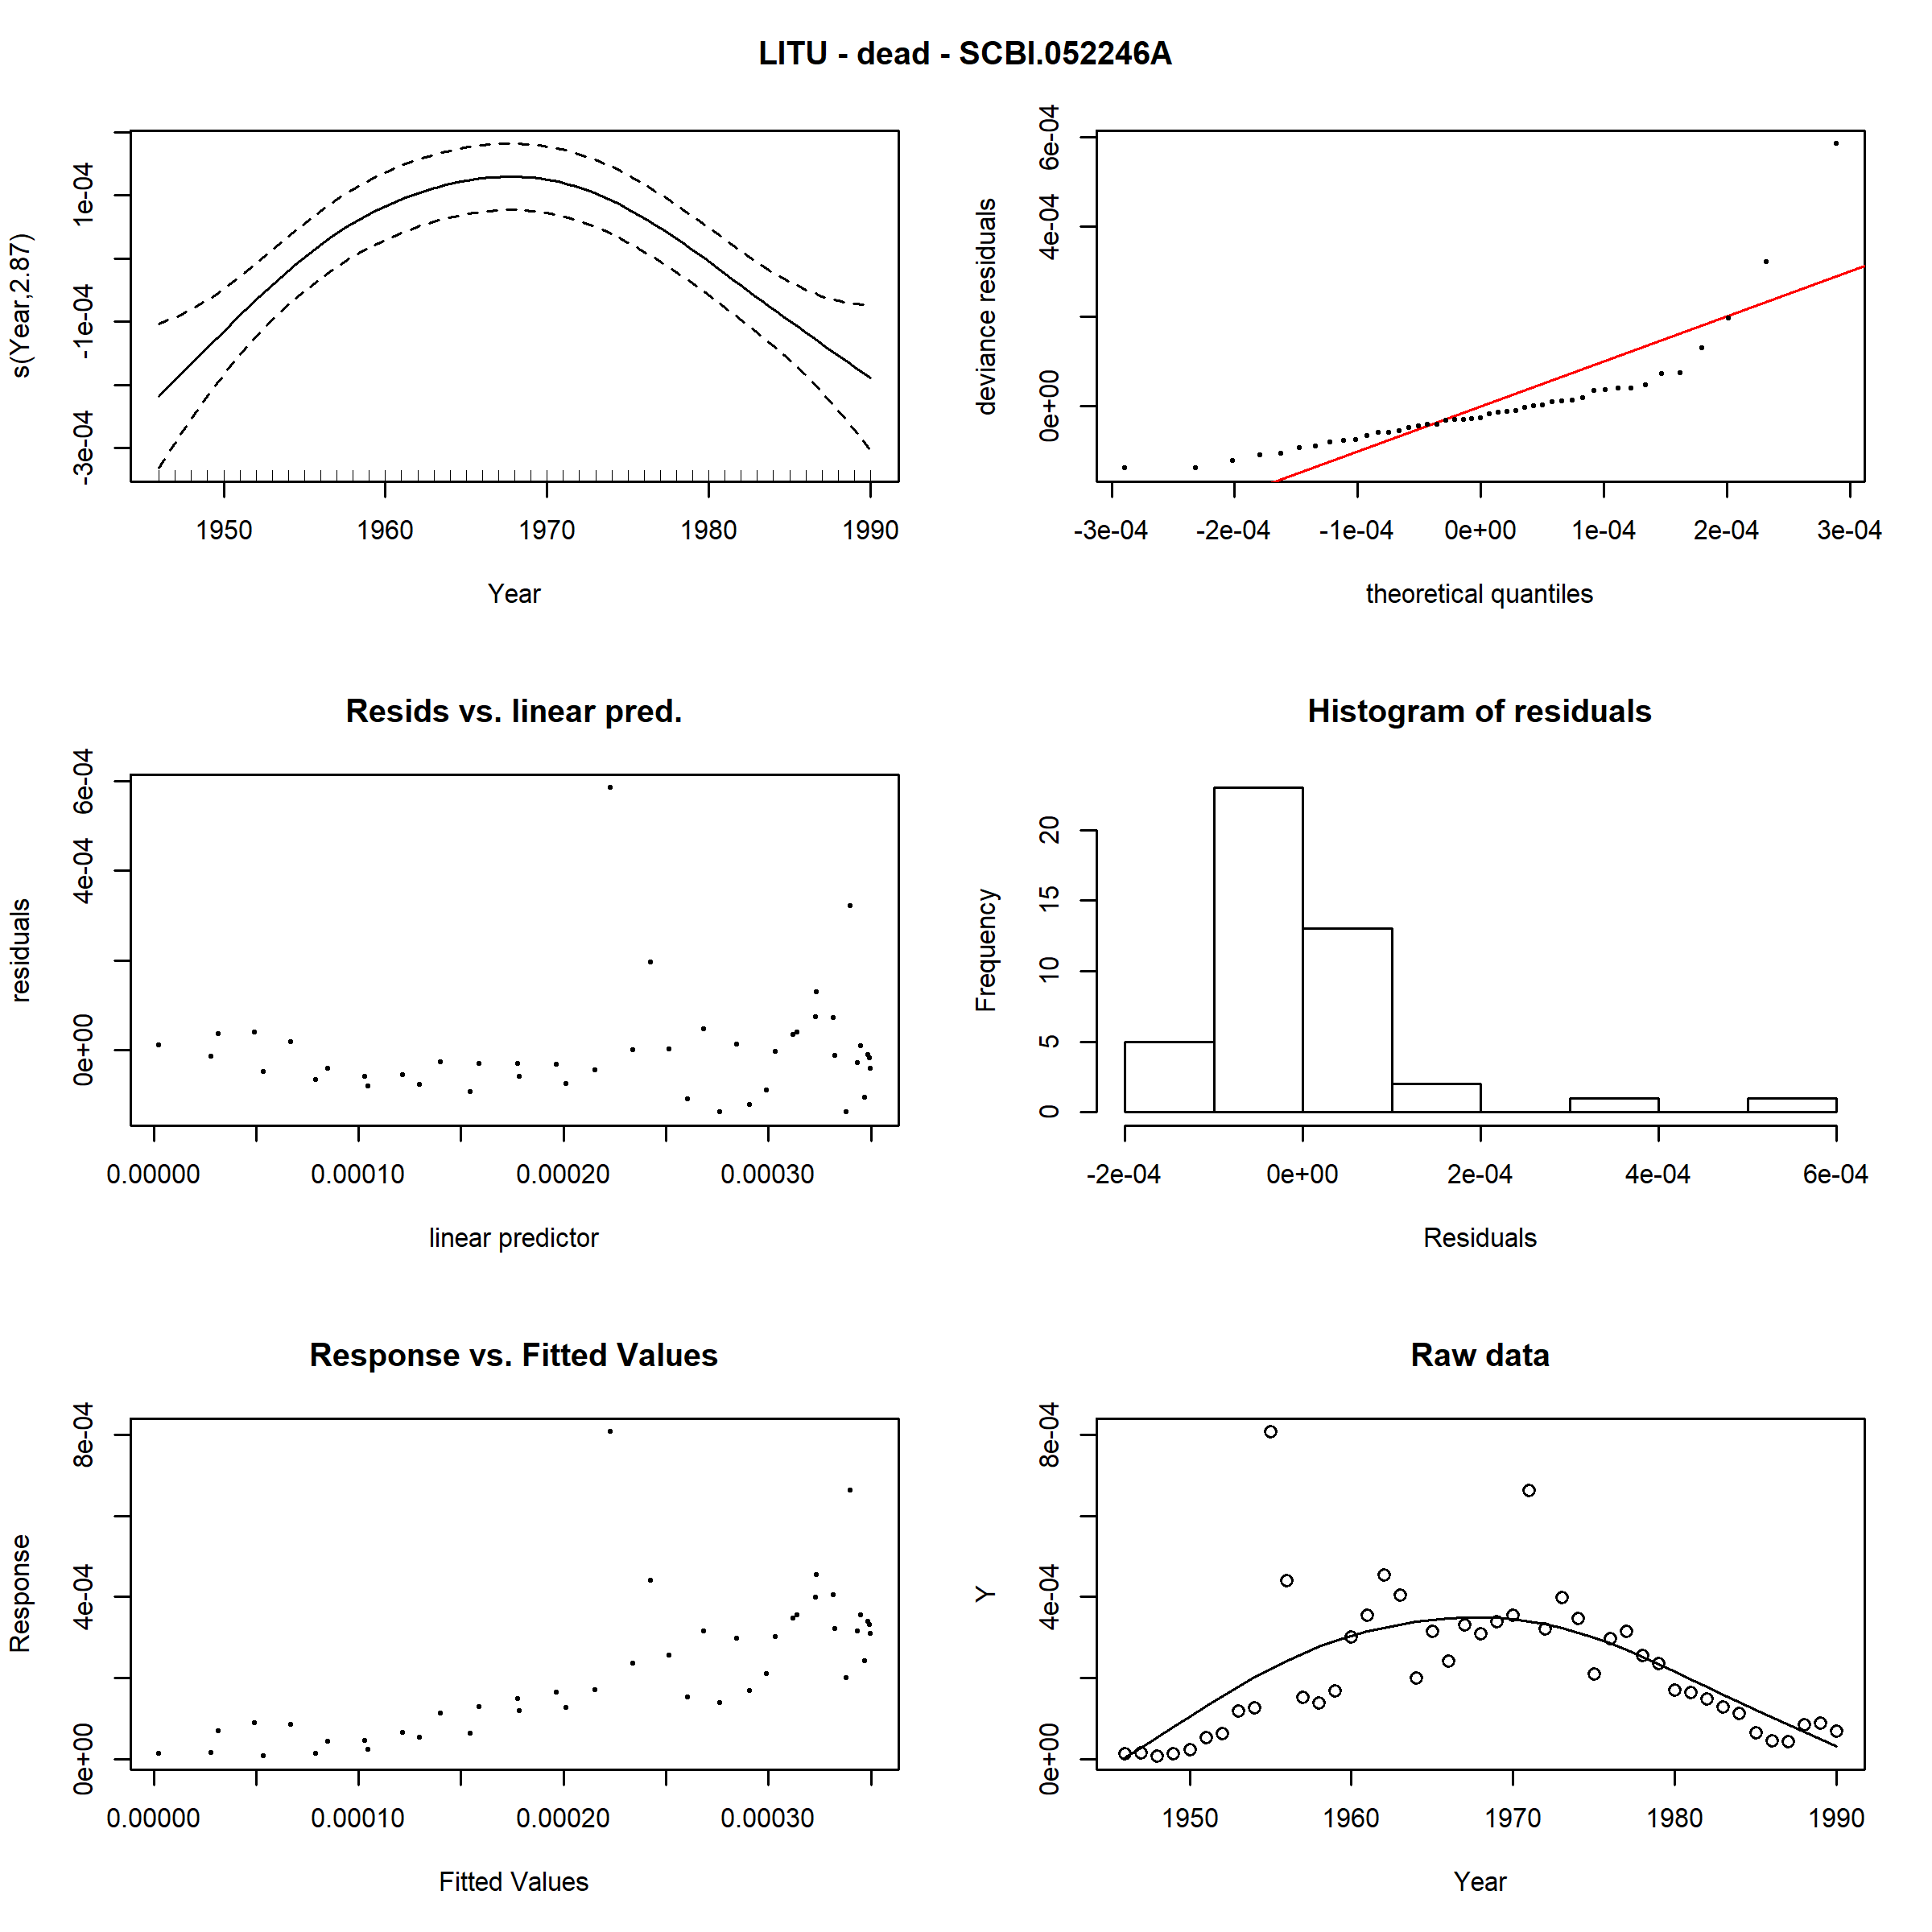 LITU - dead - SCBI.052246A
s(Year,2.87)
1e-04
-1e-04
-3e-04
1950 1960 1970 1980 1990
Year
deviance residuals
6e-04
4e-04
0e+00
-3e-04 -2e-04 -1e-04 0e+00 1e-04 2e-04 3e-04
theoretical quantiles
Resids vs. linear pred.
residuals
6e-04
4e-04
0e+00
0.00000 0.00010 0.00020 0.00030
linear predictor
Histogram of residuals
Frequency
20
15
10
5
0
-2e-04 0e+00 2e-04 4e-04 6e-04
Residuals
Response vs. Fitted Values
Response
8e-04
4e-04
0e+00
0.00000 0.00010 0.00020 0.00030
Fitted Values
Raw data
Y
8e-04
4e-04
0e+00
1950 1960 1970 1980 1990
Year